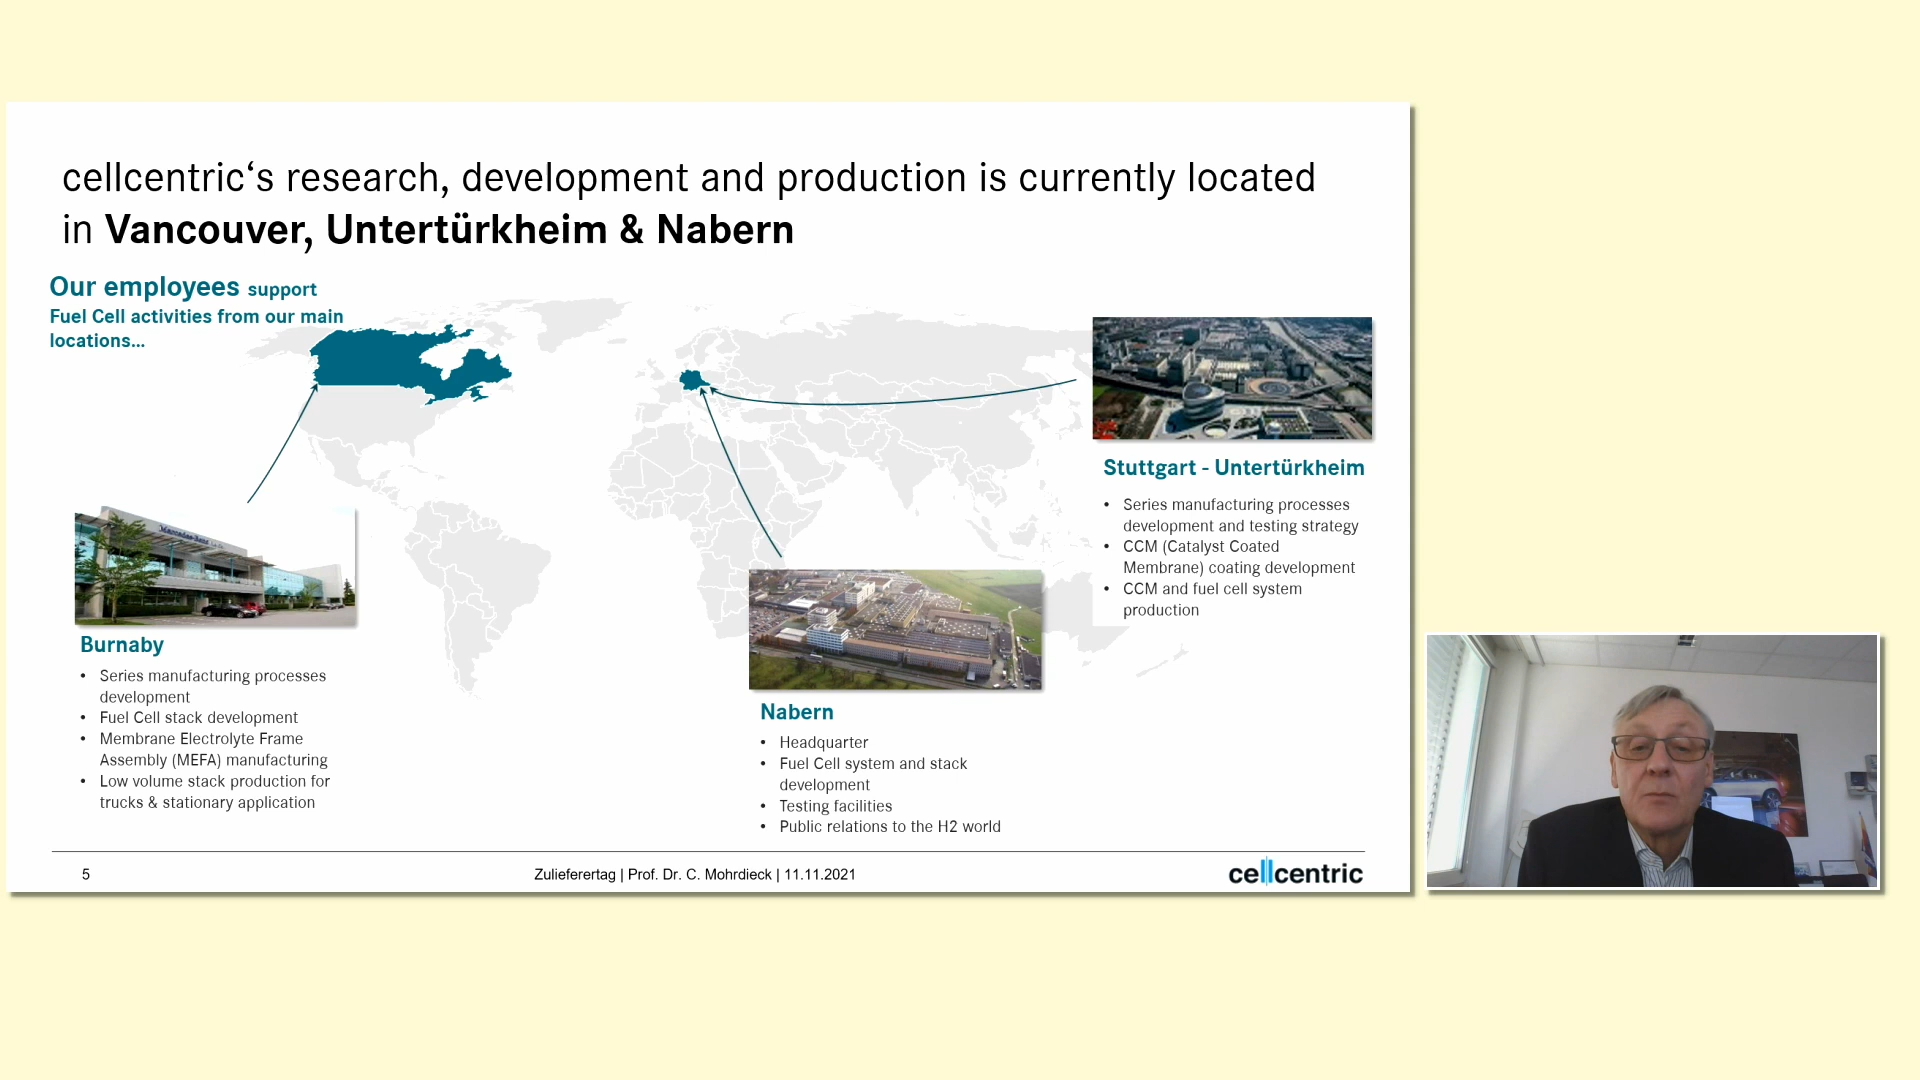 cellcentric‘s research, development and production is currently located
in Vancouver, Untertürkheim & Nabern
Our employees support
Fuel Cell activities from our main
locations...
Mercedes-Benz
Burnaby
• Series manufacturing processes
development
• Fuel Cell stack development
• Membrane Electrolyte Frame
Assembly (MEFA) manufacturing
• Low volume stack production for
trucks & stationary application
Nabern
• Headquarter
• Fuel Cell system and stack
development
• Testing facilities
• Public relations to the H2 world
Stuttgart - Untertürkheim
• Series manufacturing processes
development and testing strategy
• CCM (Catalyst Coated
Membrane) coating development
• CCM and fuel cell system
production
5
Zulieferertag | Prof. Dr. C. Mohrdieck | 11.11.2021
cellcentric